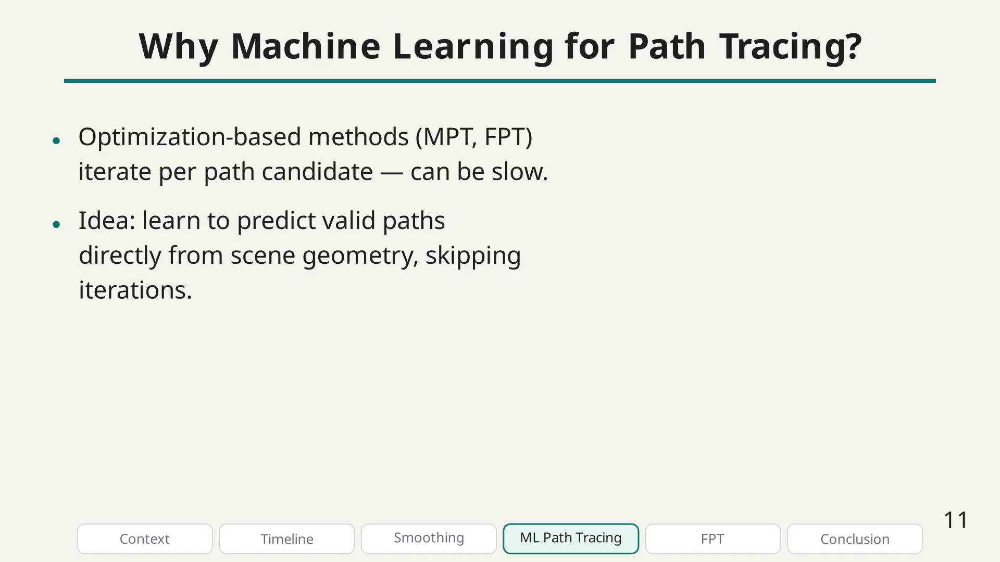 Why Machine Learning for Path Tracing?
• Optimization-based methods (MPT, FPT)
iterate per path candidate — can be slow.
• Idea: learn to predict valid paths
directly from scene geometry, skipping
iterations.
11
Context
Timeline
Smoothing
ML Path Tracing
FPT
Conclusion